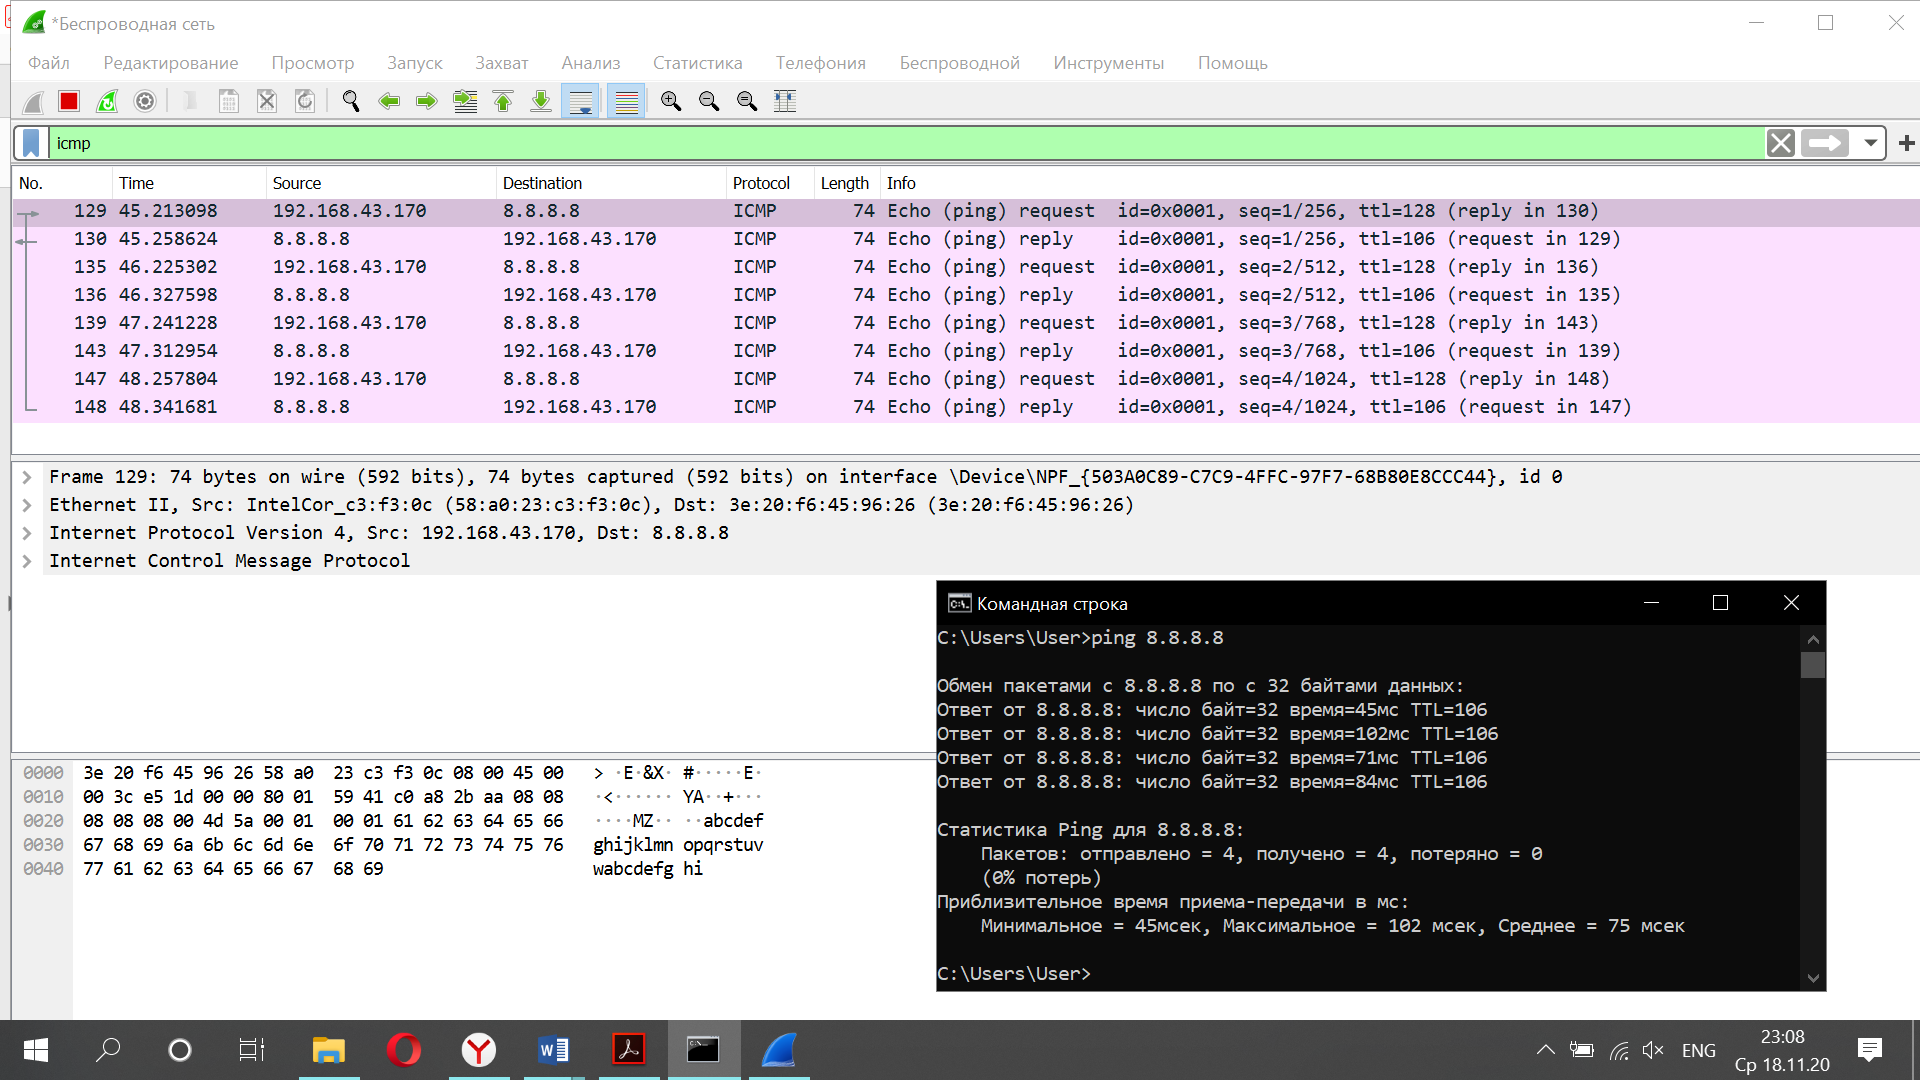 *Беспроводная сеть
Файл Редактирование Просмотр Запуск Захват Анализ Статистика Телефония Беспроводной Инструменты Помощь
icmp
No. Time Source Destination Protocol Length Info
129 45.213098 192.168.43.170 8.8.8.8 ICMP 74 Echo (ping) request id=0x0001, seq=1/256, ttl=128 (reply in 130)
130 45.258624 8.8.8.8 192.168.43.170 ICMP 74 Echo (ping) reply id=0x0001, seq=1/256, ttl=106 (request in 129)
135 46.225302 192.168.43.170 8.8.8.8 ICMP 74 Echo (ping) request id=0x0001, seq=2/512, ttl=128 (reply in 136)
136 46.327598 8.8.8.8 192.168.43.170 ICMP 74 Echo (ping) reply id=0x0001, seq=2/512, ttl=106 (request in 135)
139 47.241228 192.168.43.170 8.8.8.8 ICMP 74 Echo (ping) request id=0x0001, seq=3/768, ttl=128 (reply in 143)
143 47.312954 8.8.8.8 192.168.43.170 ICMP 74 Echo (ping) reply id=0x0001, seq=3/768, ttl=106 (request in 139)
147 48.257804 192.168.43.170 8.8.8.8 ICMP 74 Echo (ping) request id=0x0001, seq=4/1024, ttl=128 (reply in 148)
148 48.341681 8.8.8.8 192.168.43.170 ICMP 74 Echo (ping) reply id=0x0001, seq=4/1024, ttl=106 (request in 147)
Frame 129: 74 bytes on wire (592 bits), 74 bytes captured (592 bits) on interface \Device\NPF_{503A0C89-C7C9-4FFC-97F7-68B80E8CCC44}, id 0
Ethernet II, Src: IntelCor_c3:f3:0c (58:a0:23:c3:f3:0c), Dst: 3e:20:f6:45:96:26 (3e:20:f6:45:96:26)
Internet Protocol Version 4, Src: 192.168.43.170, Dst: 8.8.8.8
Internet Control Message Protocol
0000 3e 20 f6 45 96 26 58 a0 23 c3 f3 0c 08 00 45 00 > ·E·&X· #·····E·
0010 00 3c e5 1d 00 00 80 01 59 41 c0 a8 2b aa 08 08 ·<······ YA··+···
0020 08 08 08 00 4d 5a 00 01 00 01 61 62 63 64 65 66 ····MZ·· ··abcdef
0030 67 68 69 6a 6b 6c 6d 6e 6f 70 71 72 73 74 75 76 ghijklmn opqrstuv
0040 77 61 62 63 64 65 66 67 68 69 wabcdefg hi
Командная строка
C:\Users\User>ping 8.8.8.8
Обмен пакетами с 8.8.8.8 по с 32 байтами данных:
Ответ от 8.8.8.8: число байт=32 время=45мс TTL=106
Ответ от 8.8.8.8: число байт=32 время=102мс TTL=106
Ответ от 8.8.8.8: число байт=32 время=71мс TTL=106
Ответ от 8.8.8.8: число байт=32 время=84мс TTL=106
Статистика Ping для 8.8.8.8:
Пакетов: отправлено = 4, получено = 4, потеряно = 0
(0% потерь)
Приблизительное время приема-передачи в мс:
Минимальное = 45мсек, Максимальное = 102 мсек, Среднее = 75 мсек
C:\Users\User>
ENG
23:08
Ср 18.11.20